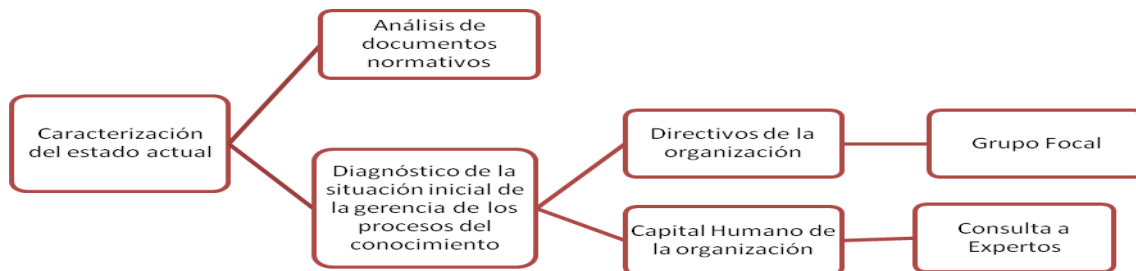 Análisis de
documentos
normativos
Caracterización
del estado actual
Diagnóstico de la
situación inicial de
la gerencia de los
procesos del
conocimiento
Directivos de la
organización
Grupo Focal
Capital Humano de
la organización
Consulta a
Expertos